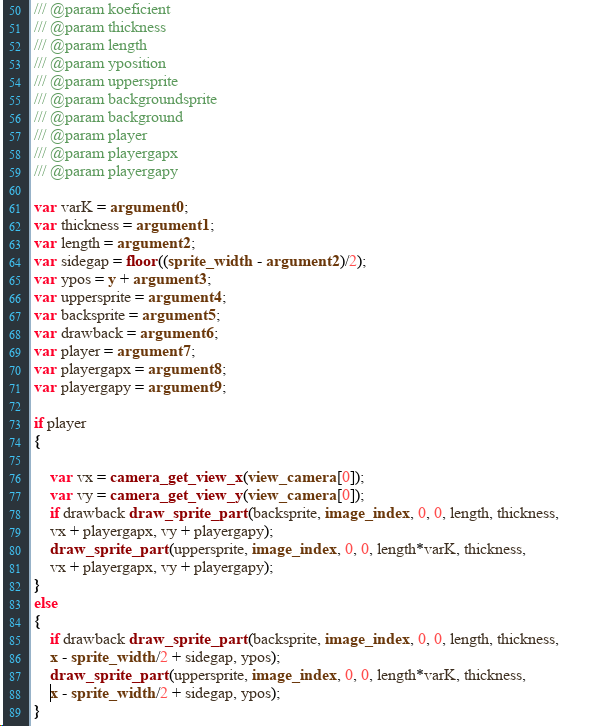 50 /// @param koeficient
51 /// @param thickness
52 /// @param length
53 /// @param yposition
54 /// @param uppersprite
55 /// @param backgroundsprite
56 /// @param background
57 /// @param player
58 /// @param playergapx
59 /// @param playergapy
60
61 var varK = argument0;
62 var thickness = argument1;
63 var length = argument2;
64 var sidegap = floor((sprite_width - argument2)/2);
65 var ypos = y + argument3;
66 var uppersprite = argument4;
67 var backsprite = argument5;
68 var drawback = argument6;
69 var player = argument7;
70 var playergapx = argument8;
71 var playergapy = argument9;
72
73 if player
74 {
75
76 var vx = camera_get_view_x(view_camera[0]);
77 var vy = camera_get_view_y(view_camera[0]);
78 if drawback draw_sprite_part(backsprite, image_index, 0, 0, length, thickness,
79 vx + playergapx, vy + playergapy);
80 draw_sprite_part(uppersprite, image_index, 0, 0, length*varK, thickness,
81 vx + playergapx, vy + playergapy);
82 }
83 else
84 {
85 if drawback draw_sprite_part(backsprite, image_index, 0, 0, length, thickness,
86 x - sprite_width/2 + sidegap, ypos);
87 draw_sprite_part(uppersprite, image_index, 0, 0, length*varK, thickness,
88 x - sprite_width/2 + sidegap, ypos);
89 }